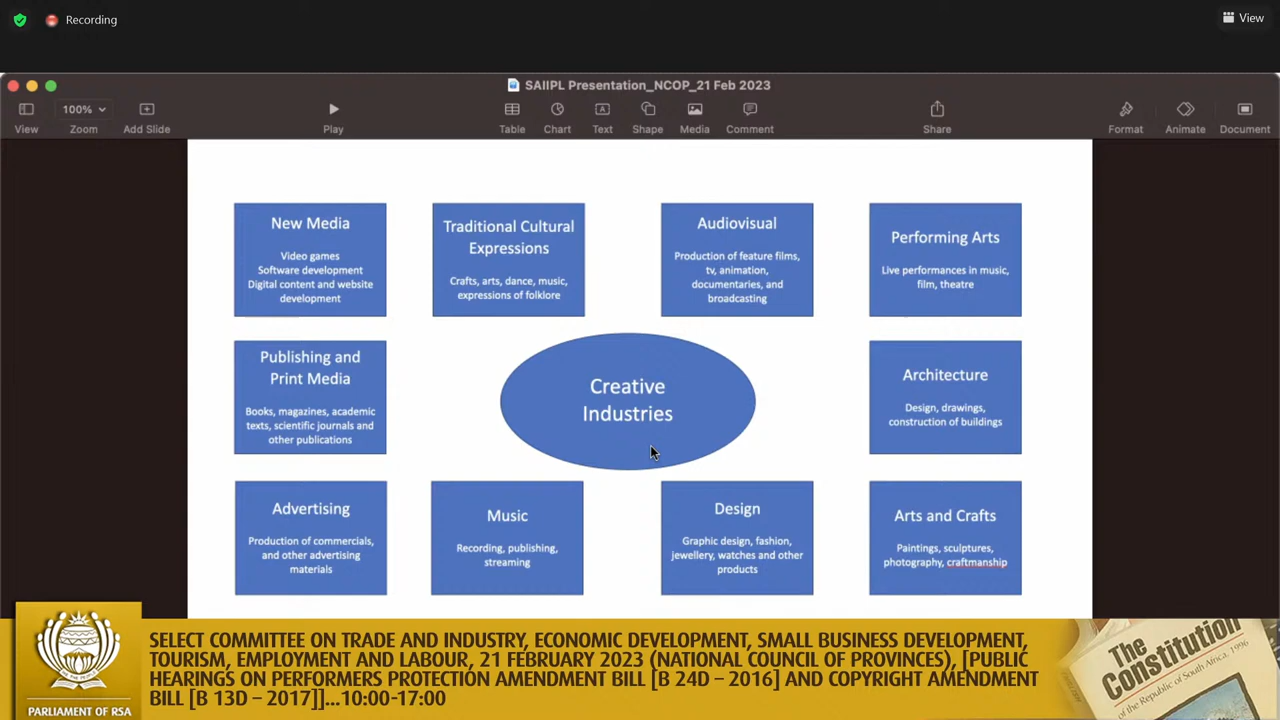 Recording
View
SAIIPL Presentation_NCOP_21 Feb 2023
100%
View
Zoom
Add Slide
Play
Table
Chart
Text
Shape
Media
Comment
Share
Format
Animate
Document
New Media
Video games
Software development
Digital content and website
development
Traditional Cultural
Expressions
Crafts, arts, dance, music,
expressions of folklore
Audiovisual
Production of feature films,
tv, animation,
documentaries, and
broadcasting
Performing Arts
Live performances in music,
film, theatre
Publishing and
Print Media
Books, magazines, academic
texts, scientific journals and
other publications
Creative
Industries
Architecture
Design, drawings,
construction of buildings
Advertising
Production of commercials,
and other advertising
materials
Music
Recording, publishing,
streaming
Design
Graphic design, fashion,
jewellery, watches and other
products
Arts and Crafts
Paintings, sculptures,
photography, craftmanship
SELECT COMMITTEE ON TRADE AND INDUSTRY, ECONOMIC DEVELOPMENT, SMALL BUSINESS DEVELOPMENT,
TOURISM, EMPLOYMENT AND LABOUR, 21 FEBRUARY 2023 (NATIONAL COUNCIL OF PROVINCES), [PUBLIC
HEARINGS ON PERFORMERS PROTECTION AMENDMENT BILL [B 24D – 2016] AND COPYRIGHT AMENDMENT
BILL [B 13D – 2017]]...10:00-17:00
PARLIAMENT OF RSA
The
Constitution
of the Republic of South Africa, 1996